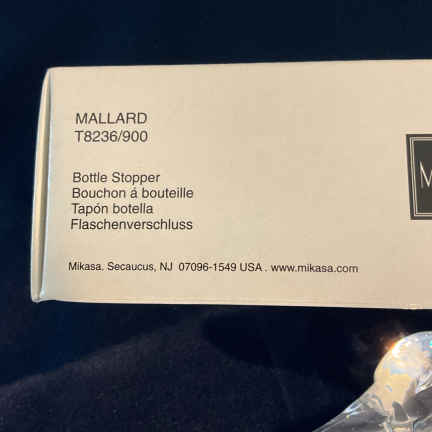 MALLARD
T8236/900
Bottle Stopper
Bouchon á bouteille
Tapón botella
Flaschenverschluss
Mikasa. Secaucus, NJ 07096-1549 USA . www.mikasa.com
M